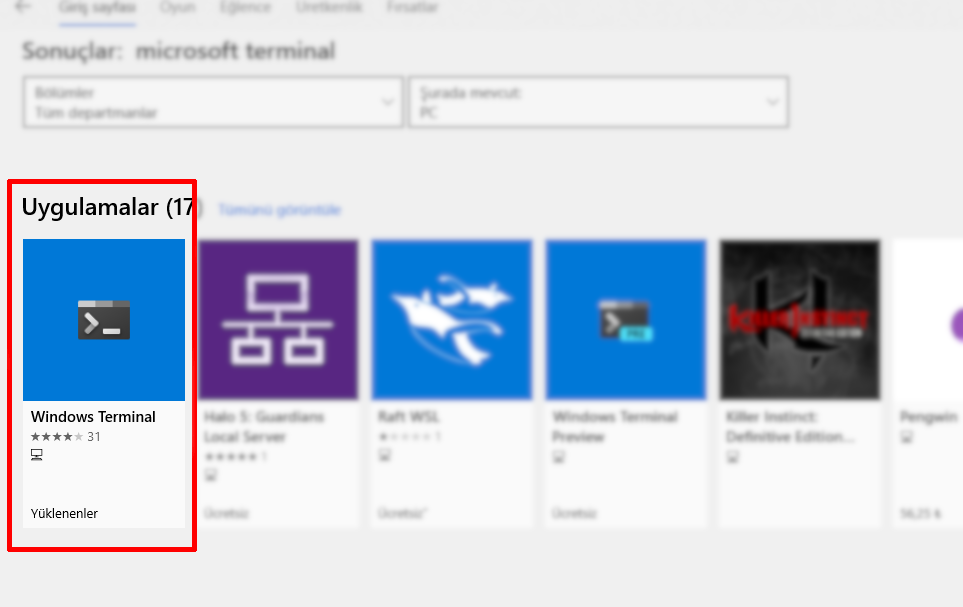 Giriş sayfası Oyun Eğlence Üretkenlik Fırsatlar
Sonuçlar: microsoft terminal
Bölümler
Tüm departmanlar
Şurada mevcut:
PC
Uygulamalar (17) Tümünü görüntüle
PRE
Windows Terminal
31
Yüklenenler
Halo 5: Guardians
Local Server
1
Ücretsiz
Raft WSL
1
Ücretsiz+
Windows Terminal
Preview
Ücretsiz
Killer Instinct:
Definitive Edition...
Pengwin
56,25 ₺